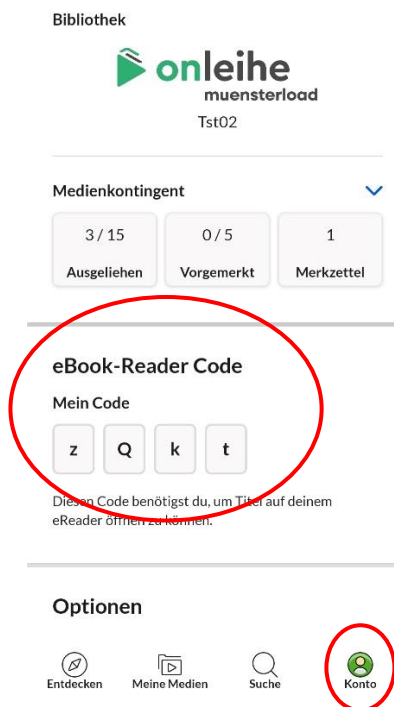 Bibliothek
onleihe
muensterload
Tst02
Medienkontingent
3 / 15
Ausgeliehen
0 / 5
Vorgemerkt
1
Merkzettel
eBook-Reader Code
Mein Code
z Q k t
Diesen Code benötigst du, um Titel auf deinem
eReader öffnen zu können.
Optionen
Entdecken Meine Medien Suche Konto